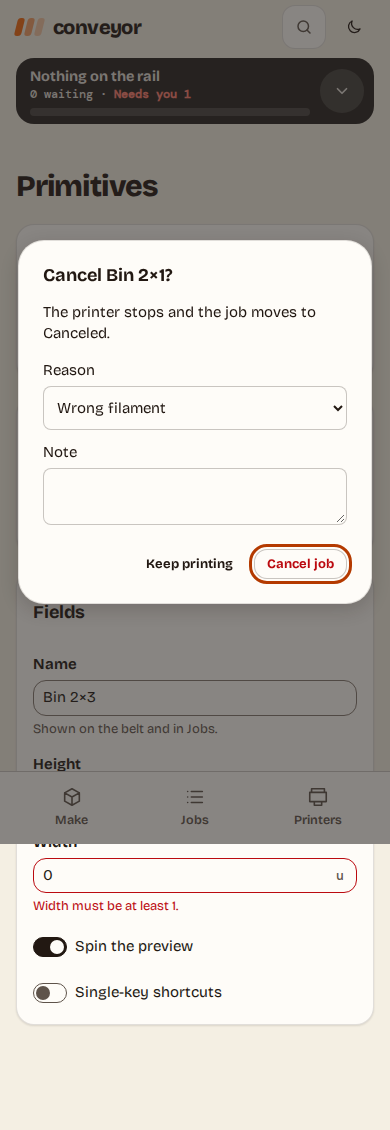 conveyor
Nothing on the rail
0 waiting · Needs you 1
Primitives
Cancel Bin 2×1?
The printer stops and the job moves to
Canceled.
Reason
Wrong filament
Note
Keep printing
Cancel job
Fields
Name
Bin 2×3
Shown on the belt and in Jobs.
Height
Make
Jobs
Printers
Width
0
u
Width must be at least 1.
Spin the preview
Single-key shortcuts